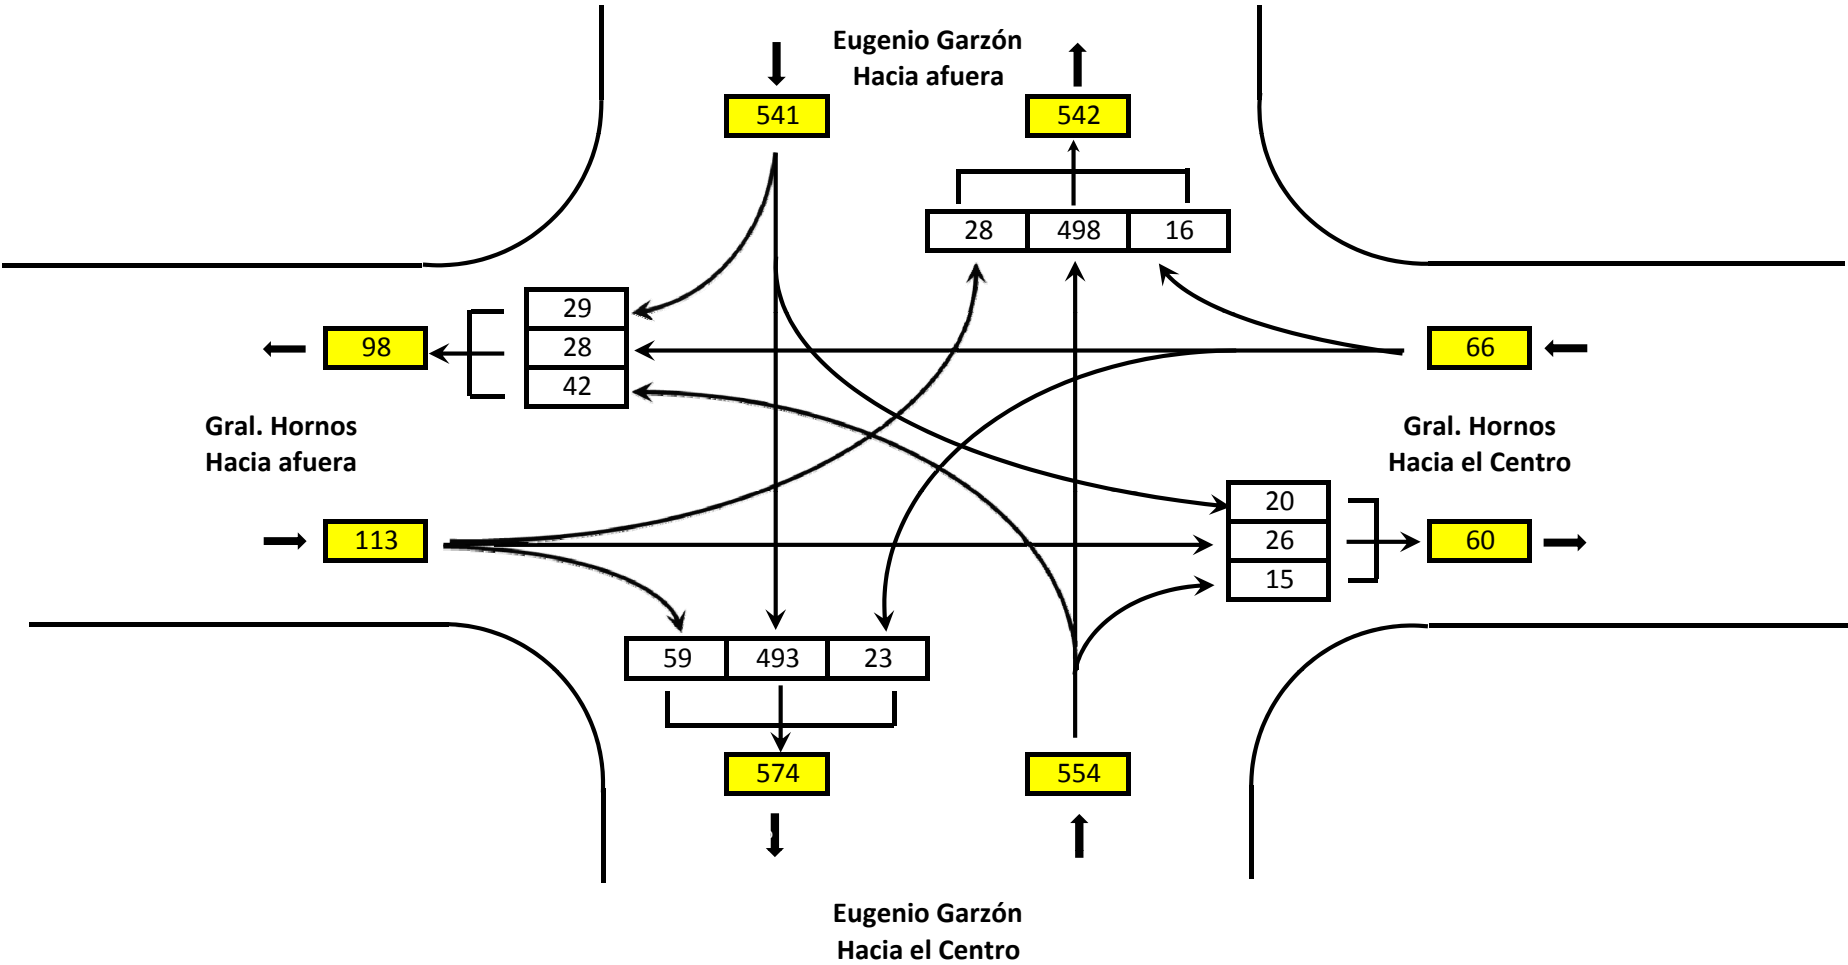 Eugenio Garzón
Hacia afuera
541
542
28 498 16
29
28
42
98
66
Gral. Hornos
Hacia afuera
Gral. Hornos
Hacia el Centro
113
20
26
15
60
59 493 23
574
554
Eugenio Garzón
Hacia el Centro